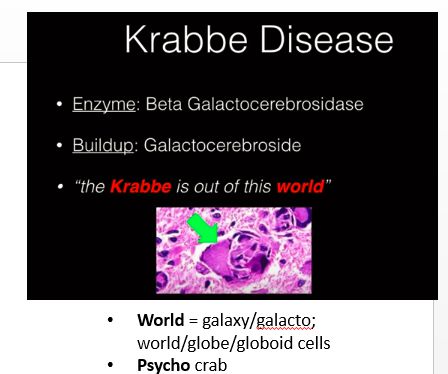 Krabbe Disease
• Enzyme: Beta Galactocerebrosidase
• Buildup: Galactocerebroside
• “the Krabbe is out of this world”
• World = galaxy/galacto;
world/globe/globoid cells
• Psycho crab